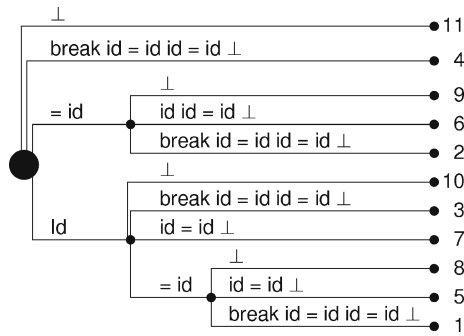 ⊥ 11
break id = id id = id ⊥ 4
⊥ 9
= id id id = id ⊥ 6
break id = id id = id ⊥ 2
⊥ 10
break id = id id = id ⊥ 3
Id id = id ⊥ 7
⊥ 8
= id id = id ⊥ 5
break id = id id = id ⊥ 1